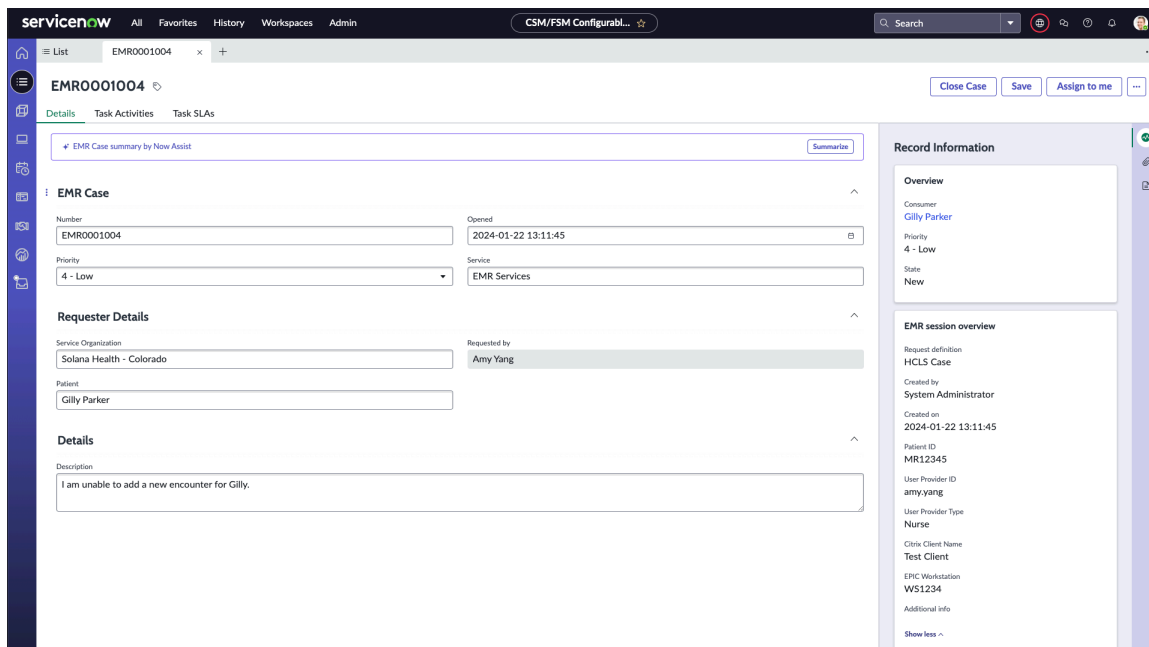 servicenow All Favorites History Workspaces Admin CSM/FSM Configurabl... Search
List EMR0001004
EMR0001004 Close Case Save Assign to me
Details Task Activities Task SLAs
EMR Case summary by Now Assist Summarize
EMR Case
Number Opened
EMR0001004 2024-01-22 13:11:45
Priority Service
4 - Low EMR Services
Requester Details
Service Organization Requested by
Solana Health - Colorado Amy Yang
Patient
Gilly Parker
Details
Description
I am unable to add a new encounter for Gilly.
Record Information
Overview
Consumer
Gilly Parker
Priority
4 - Low
State
New
EMR session overview
Request definition
HCLS Case
Created by
System Administrator
Created on
2024-01-22 13:11:45
Patient ID
MR12345
User Provider ID
amy.yang
User Provider Type
Nurse
Citrix Client Name
Test Client
EPIC Workstation
WS1234
Additional info
Show less